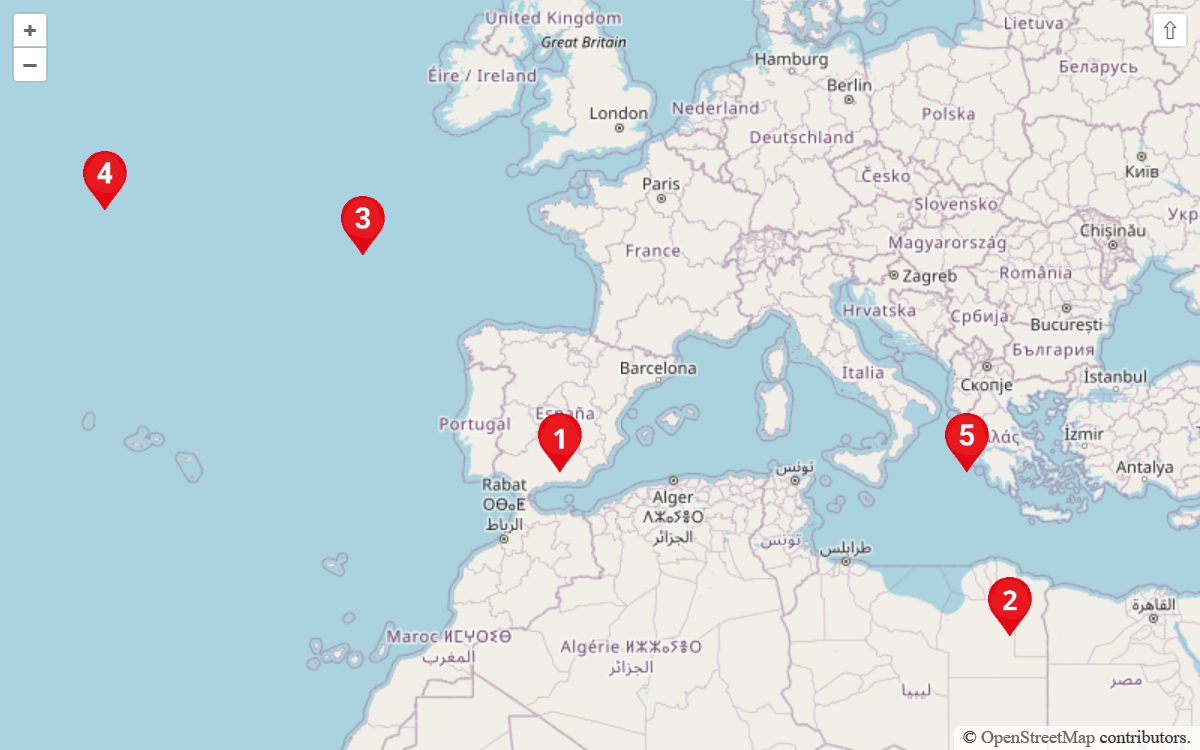 +
−
⇧
United Kingdom
Great Britain
Éire / Ireland
London
Nederland
Hamburg
Berlin
Deutschland
Lietuva
Беларусь
Polska
Česko
Slovensko
Київ
Укр
Chișinău
Paris
France
Magyarország
România
Zagreb
Hrvatska
Србија
București
България
Скопје
İstanbul
İzmir
Antalya
λάς
Italia
Barcelona
España
Portugal
Rabat
ⵔⴱⴰⵟ
الرباط
Alger
ⴷⵣⴰⵢⴻⵔ
الجزائر
تونس
تونس
طرابلس
القاهرة
مصر
ليبيا
Maroc ⵍⵎⵖⵔⵉⴱ
المغرب
Algérie ⵍⵣⵣⴰⵢⴻⵔ
الجزائر
4
3
1
5
2
© OpenStreetMap contributors.